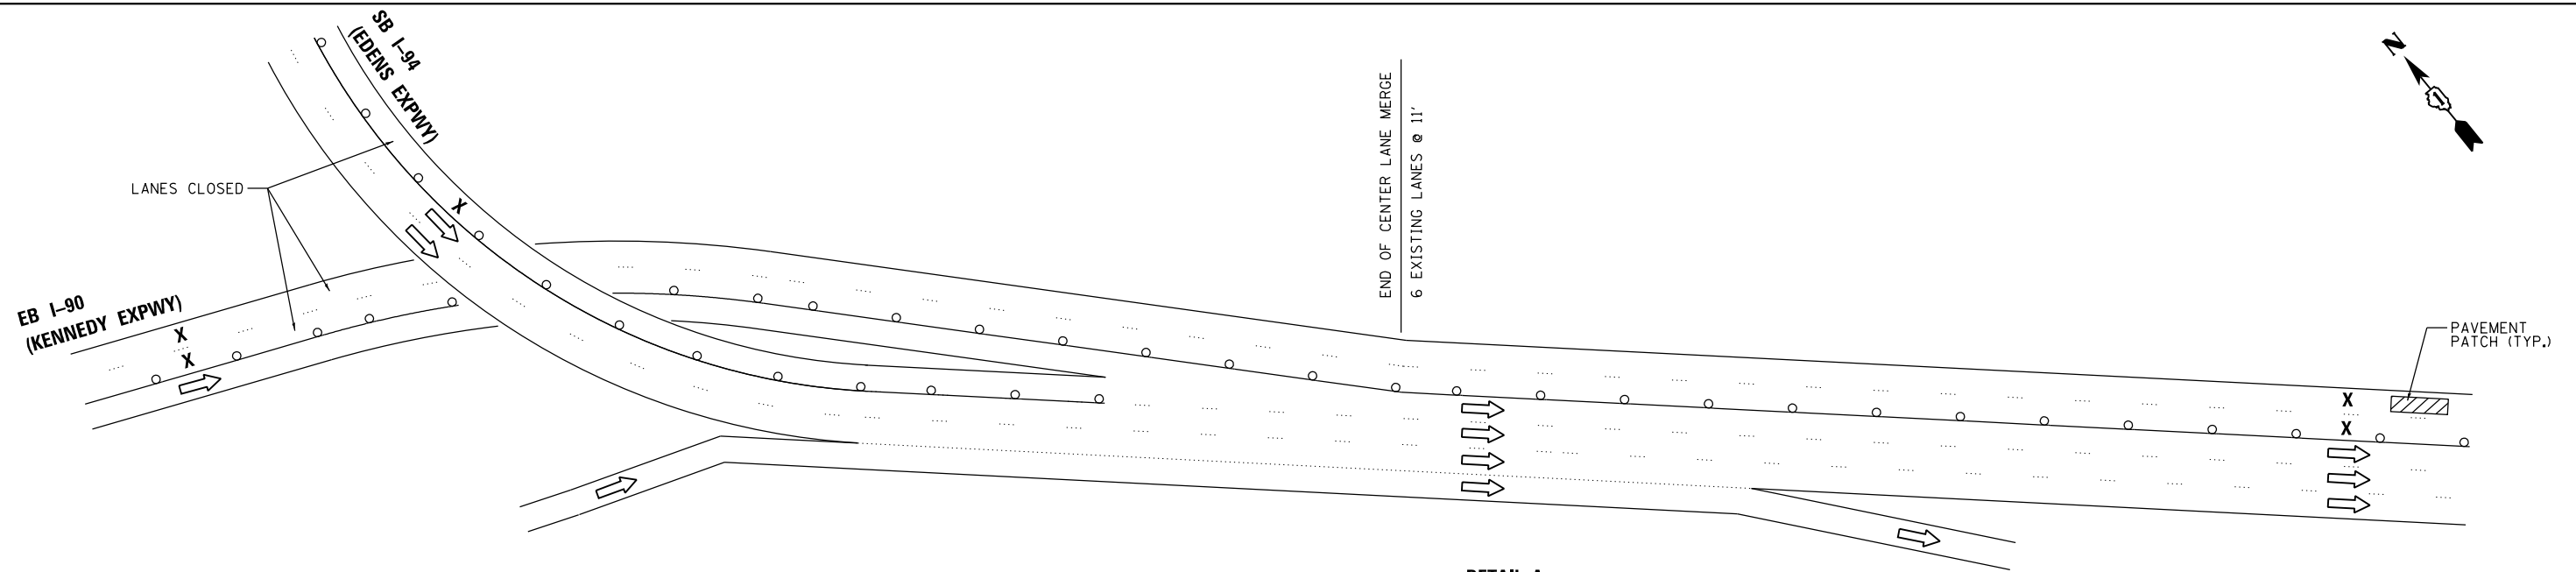 SB I-94
(EDENS EXPWY)
LANES CLOSED
X
EB I-90
(KENNEDY EXPWY)
X
X
END OF CENTER LANE MERGE
6 EXISTING LANES @ 11'
N
PAVEMENT
PATCH (TYP.)
X
X